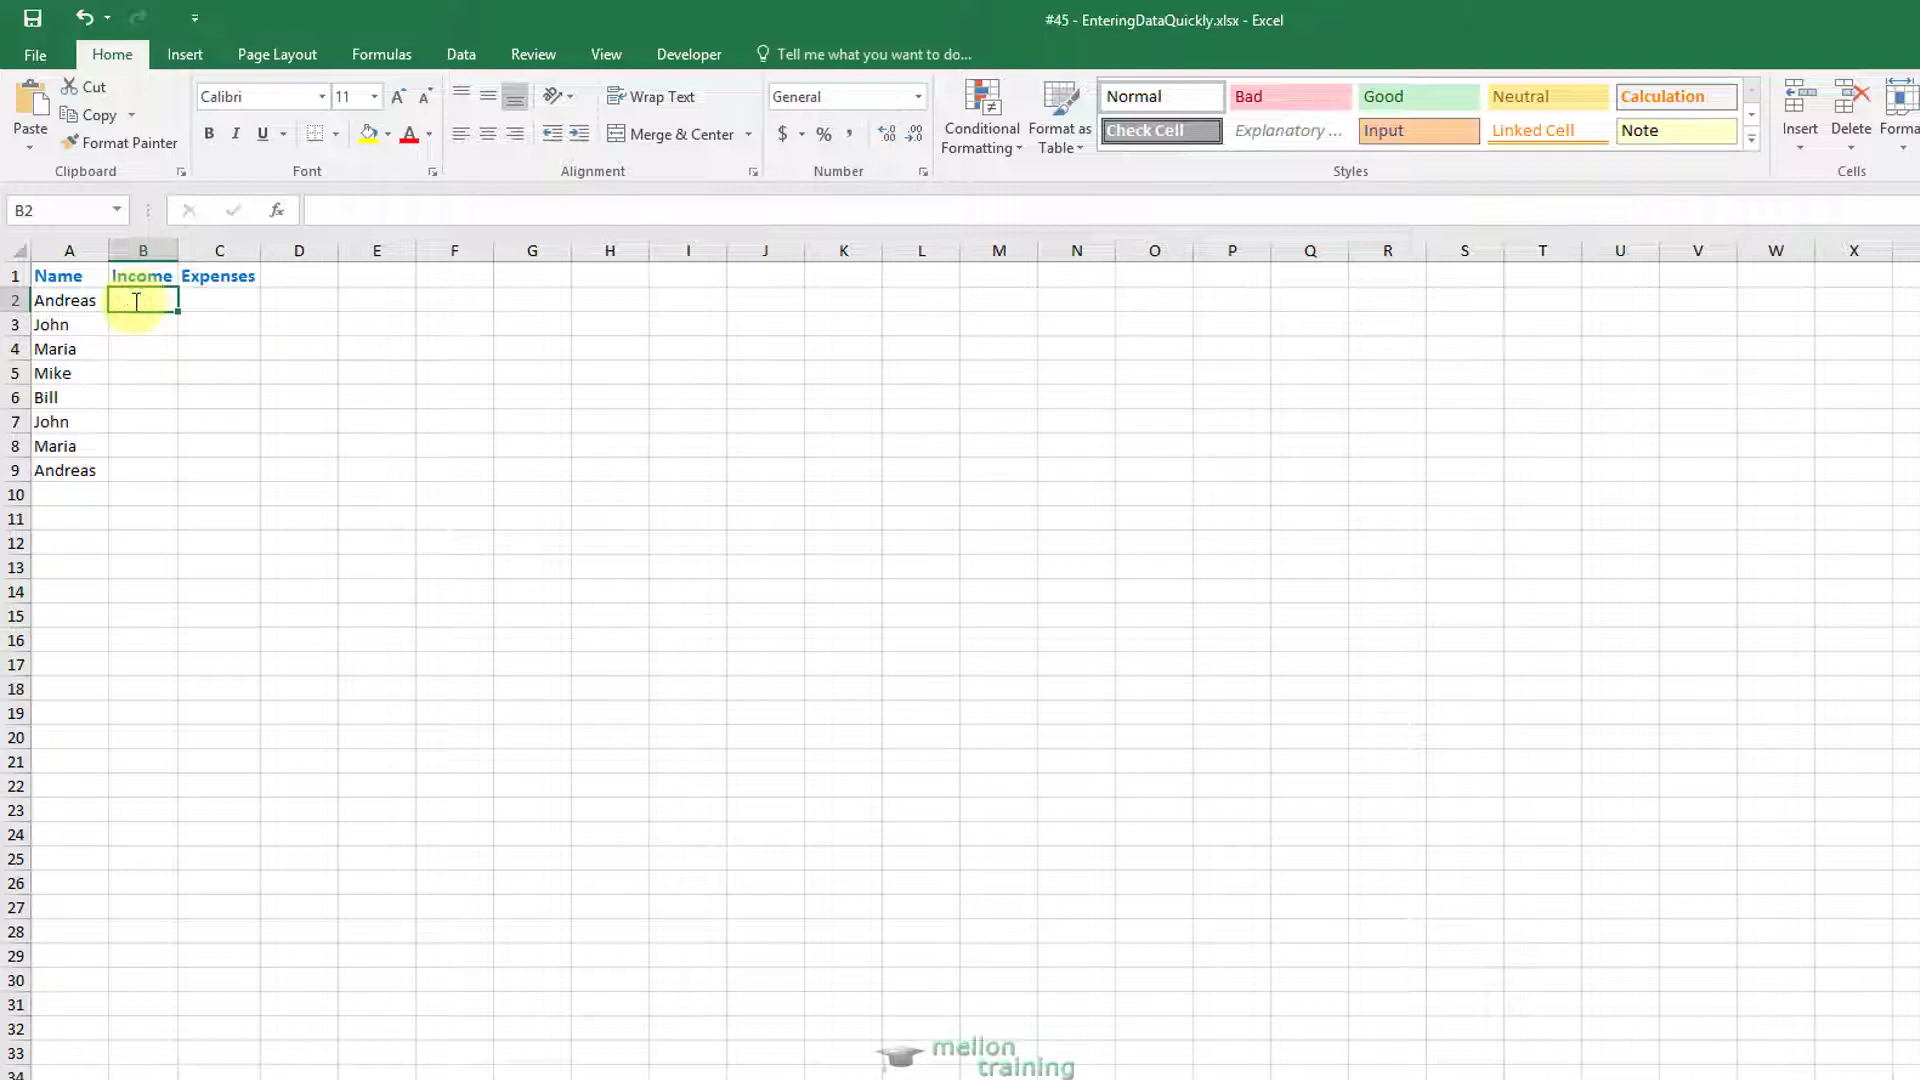 #45 - EnteringDataQuickly.xlsx - Excel
File Home Insert Page Layout Formulas Data Review View Developer Tell me what you want to do...
Paste Cut Copy Format Painter
Clipboard
Calibri 11
B I U A
Font
Wrap Text
Merge & Center
Alignment
General
$ % ,
Number
Conditional Formatting
Format as Table
Normal Bad Good Neutral Calculation
Check Cell Explanatory ... Input Linked Cell Note
Styles
Insert Delete Forma
Cells
B2 fx
A B C D E F G H I J K L M N O P Q R S T U V W X
1 Name Income Expenses
2 Andreas
3 John
4 Maria
5 Mike
6 Bill
7 John
8 Maria
9 Andreas
10
11
12
13
14
15
16
17
18
19
20
21
22
23
24
25
26
27
28
29
30
31
32
33
34
mellon
training